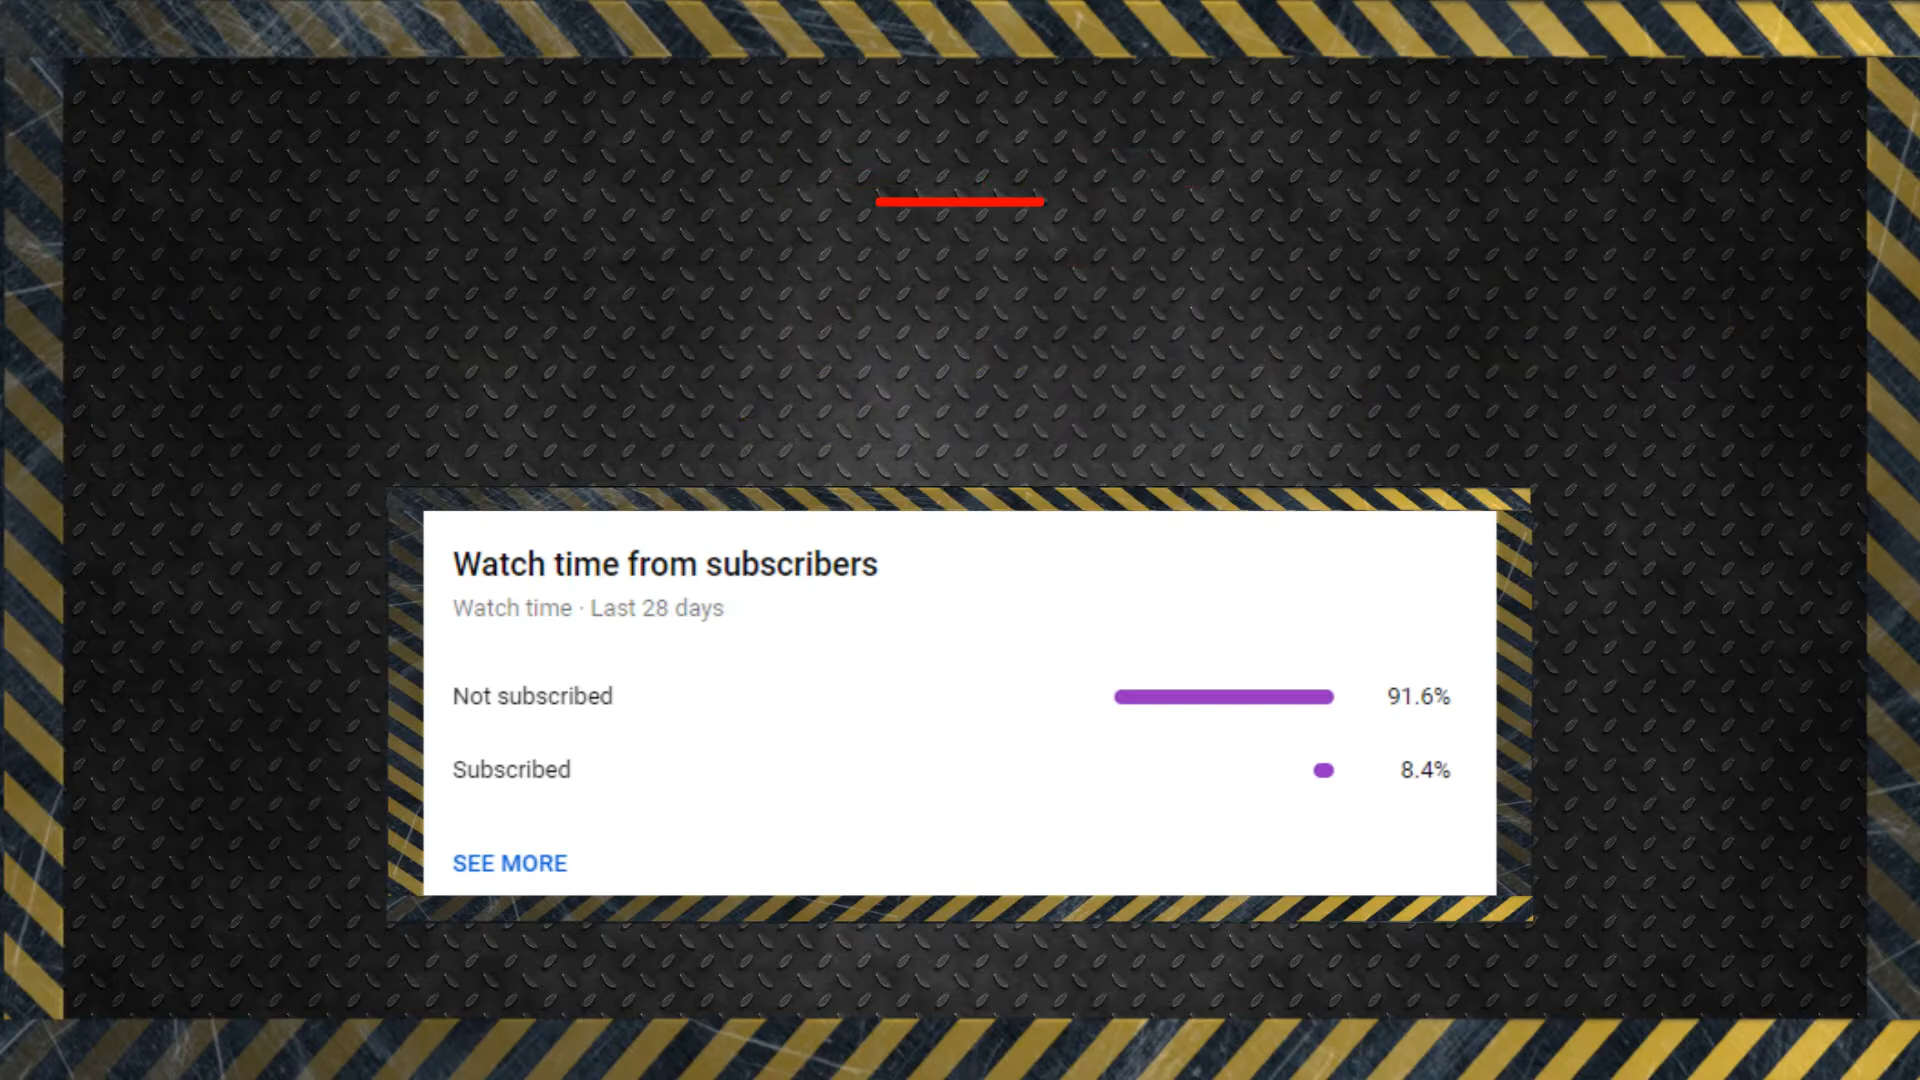 Watch time from subscribers
Watch time · Last 28 days
Not subscribed 91.6%
Subscribed 8.4%
SEE MORE